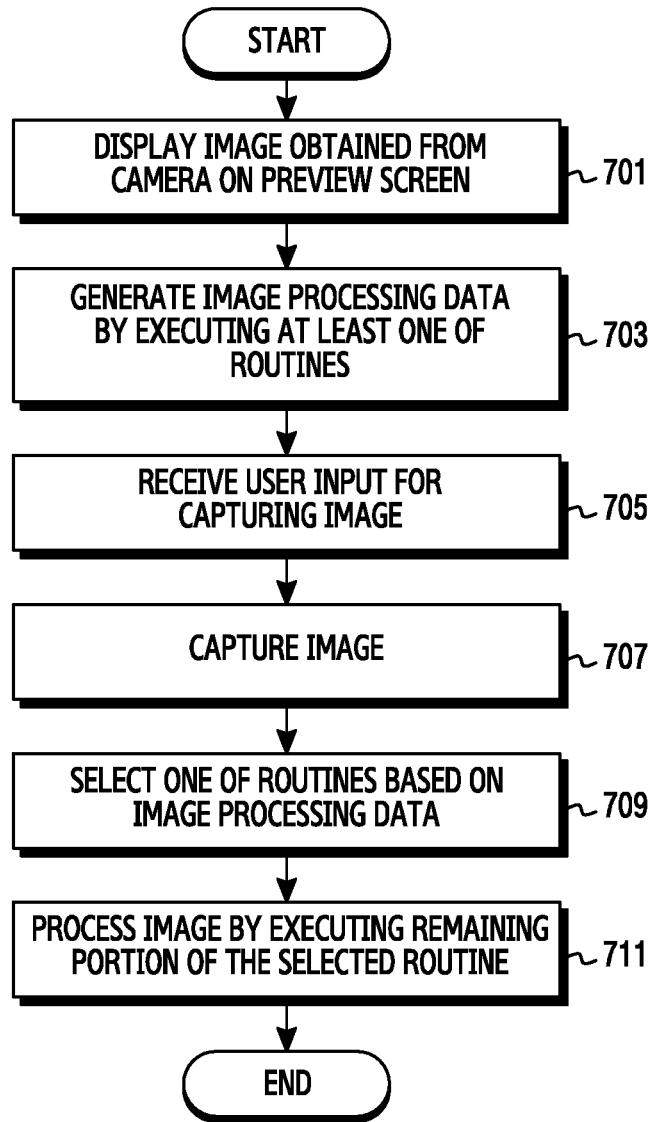 START
DISPLAY IMAGE OBTAINED FROM
CAMERA ON PREVIEW SCREEN
701
GENERATE IMAGE PROCESSING DATA
BY EXECUTING AT LEAST ONE OF
ROUTINES
703
RECEIVE USER INPUT FOR
CAPTURING IMAGE
705
CAPTURE IMAGE
707
SELECT ONE OF ROUTINES BASED ON
IMAGE PROCESSING DATA
709
PROCESS IMAGE BY EXECUTING REMAINING
PORTION OF THE SELECTED ROUTINE
711
END